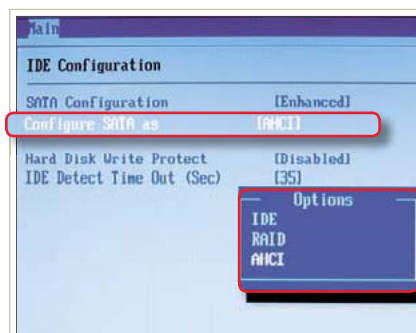 Main
IDE Configuration
SATA Configuration [Enhanced]
Configure SATA as [AHCI]
Hard Disk Write Protect [Disabled]
IDE Detect Time Out (Sec) [35]
Options
IDE
RAID
AHCI